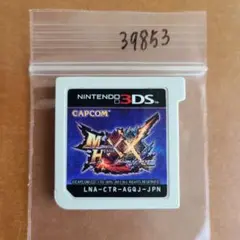 39853
NINTENDO 3DS
CAPCOM
MHXX
LNA-CTR-AGQJ-JPN